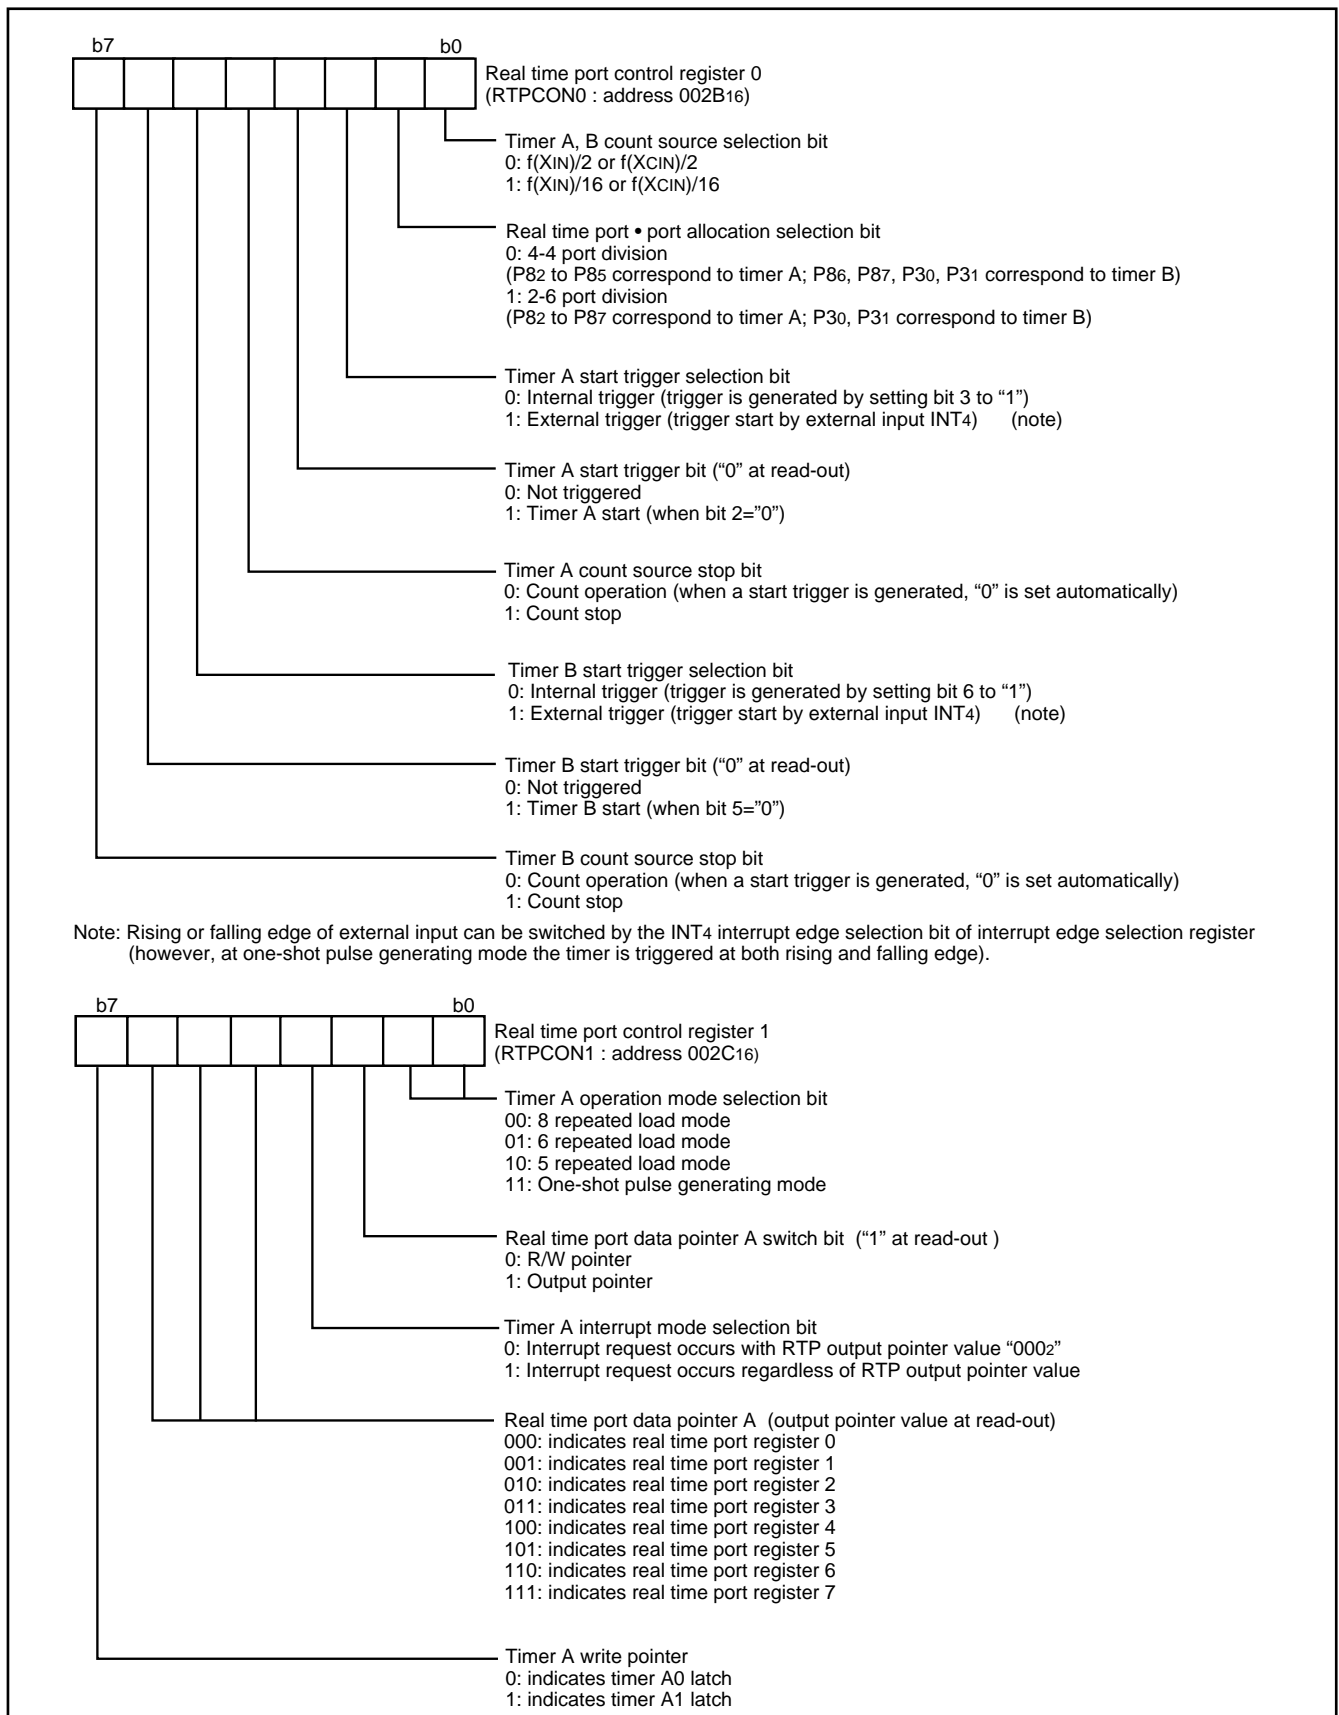 b7 b0
Real time port control register 0
(RTPCON0 : address 002B16)
Timer A, B count source selection bit
0: f(XIN)/2 or f(XCIN)/2
1: f(XIN)/16 or f(XCIN)/16
Real time port • port allocation selection bit
0: 4-4 port division
(P82 to P85 correspond to timer A; P86, P87, P30, P31 correspond to timer B)
1: 2-6 port division
(P82 to P87 correspond to timer A; P30, P31 correspond to timer B)
Timer A start trigger selection bit
0: Internal trigger (trigger is generated by setting bit 3 to “1”)
1: External trigger (trigger start by external input INT4) (note)
Timer A start trigger bit (“0” at read-out)
0: Not triggered
1: Timer A start (when bit 2=”0”)
Timer A count source stop bit
0: Count operation (when a start trigger is generated, “0” is set automatically)
1: Count stop
Timer B start trigger selection bit
0: Internal trigger (trigger is generated by setting bit 6 to “1”)
1: External trigger (trigger start by external input INT4) (note)
Timer B start trigger bit (“0” at read-out)
0: Not triggered
1: Timer B start (when bit 5=”0”)
Timer B count source stop bit
0: Count operation (when a start trigger is generated, “0” is set automatically)
1: Count stop
Note: Rising or falling edge of external input can be switched by the INT4 interrupt edge selection bit of interrupt edge selection register
(however, at one-shot pulse generating mode the timer is triggered at both rising and falling edge).
b7 b0
Real time port control register 1
(RTPCON1 : address 002C16)
Timer A operation mode selection bit
00: 8 repeated load mode
01: 6 repeated load mode
10: 5 repeated load mode
11: One-shot pulse generating mode
Real time port data pointer A switch bit (“1” at read-out )
0: R/W pointer
1: Output pointer
Timer A interrupt mode selection bit
0: Interrupt request occurs with RTP output pointer value “0002”
1: Interrupt request occurs regardless of RTP output pointer value
Real time port data pointer A (output pointer value at read-out)
000: indicates real time port register 0
001: indicates real time port register 1
010: indicates real time port register 2
011: indicates real time port register 3
100: indicates real time port register 4
101: indicates real time port register 5
110: indicates real time port register 6
111: indicates real time port register 7
Timer A write pointer
0: indicates timer A0 latch
1: indicates timer A1 latch